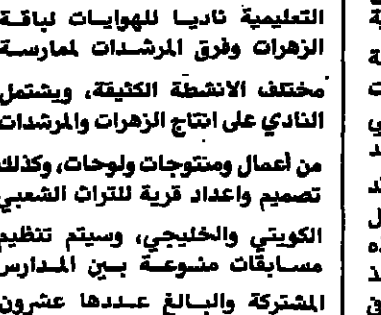 التعليمية ناديا للهوايات لباقة
الزهرات وفرق المرشدات لممارسة
مختلف الانشطة الكثيفة، ويشتمل
النادي على انتاج الزهرات والمرشدات
من أعمال ومنتوجات ولوحات، وكذلك
تصميم واعداد قرية للتراث الشعبي
الكويتي والخليجي، وسيتم تنظيم
مسابقات منوعة بين المدارس
المشتركة والبالغ عددها عشرون